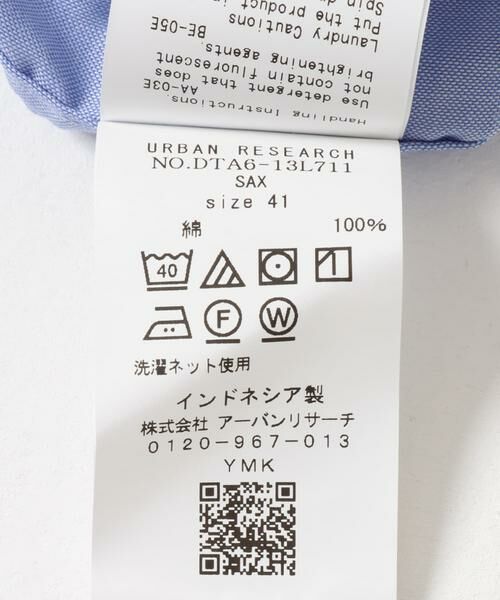 Spin d
Put the product in
Laundry Cautions
BE-05E
brightening agents.
not contain fluorescent
Use detergent that does
AA-03E
Handling Instructions.
URBAN RESEARCH
NO.DTA6-13L711
SAX
size 41
綿 100%
40
F W
洗濯ネット使用
インドネシア製
株式会社 アーバンリサーチ
0120-967-013
YMK